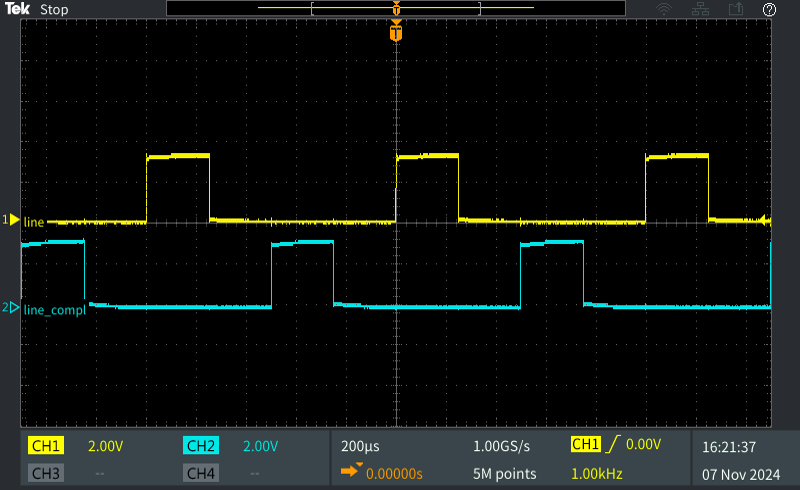 Tek Stop
T
T
1 line
2 line_compl
CH1 2.00V CH2 2.00V 200µs 1.00GS/s CH1 0.00V 16:21:37
CH3 -- CH4 -- 0.00000s 5M points 1.00kHz 07 Nov 2024